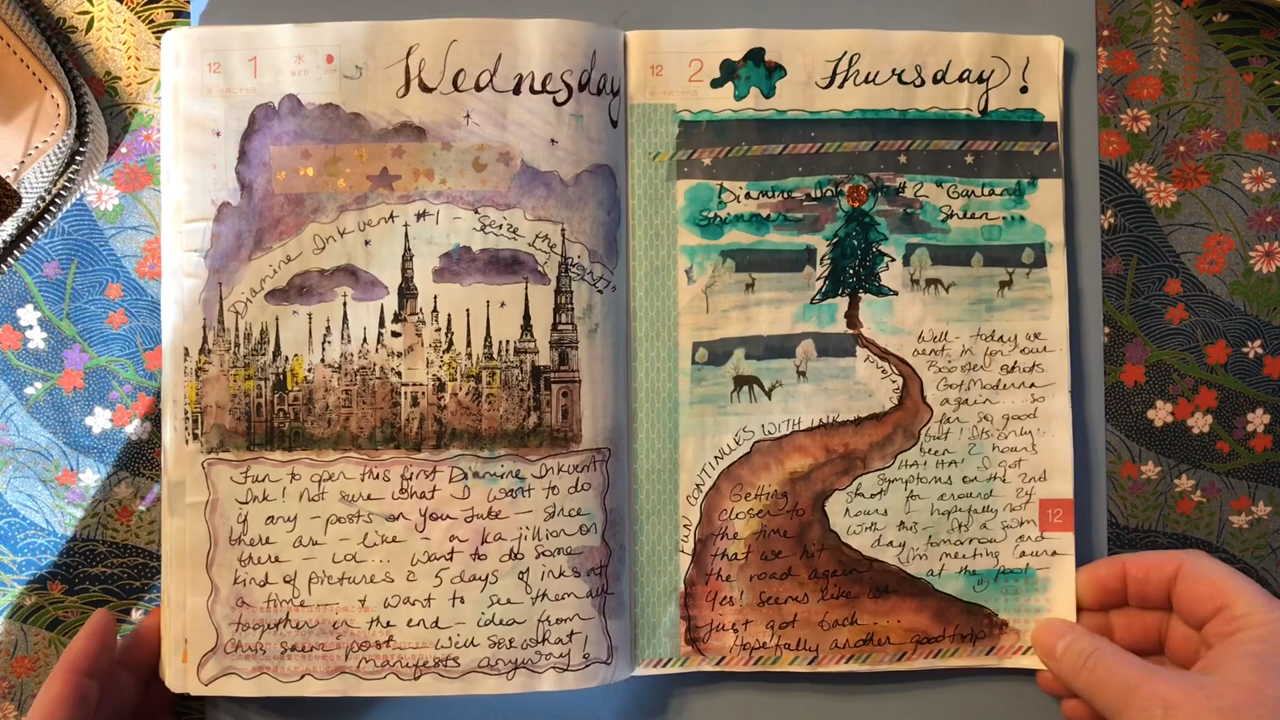 12 1 水 WED
Wednesday
Diamine Inkvent #1 - "Seize the night"
Fun to open this first Diamine Inkvent
Ink! Not sure what I want to do
if any - posts on YouTube - since
there are - like - a kajillion on
there - lol... want to do some
kind of pictures 5 days of inks at
a time - I want to see them all
together in the end - idea from
Chris post - We'll see what
manifests anyway!
12 2
Thursday!
Diamine Ink #2 "Garland"
Shimmer Sheen...
Well - today we
went in for our
Booster shots.
Got Moderna
again.... so
far so good
but! Its only
been 2 hours
HA! HA! I got
symptoms on the 2nd
shot for around 24
hours! hopefully not
with this - Its a swim
day tomorrow and
I'm meeting Laura
at the pool -
12
FUN CONTINUES WITH INK
Getting
closer to
the time
that we hit
the road again
Yes! Seems like we
just got back...
Hopefully another good trip